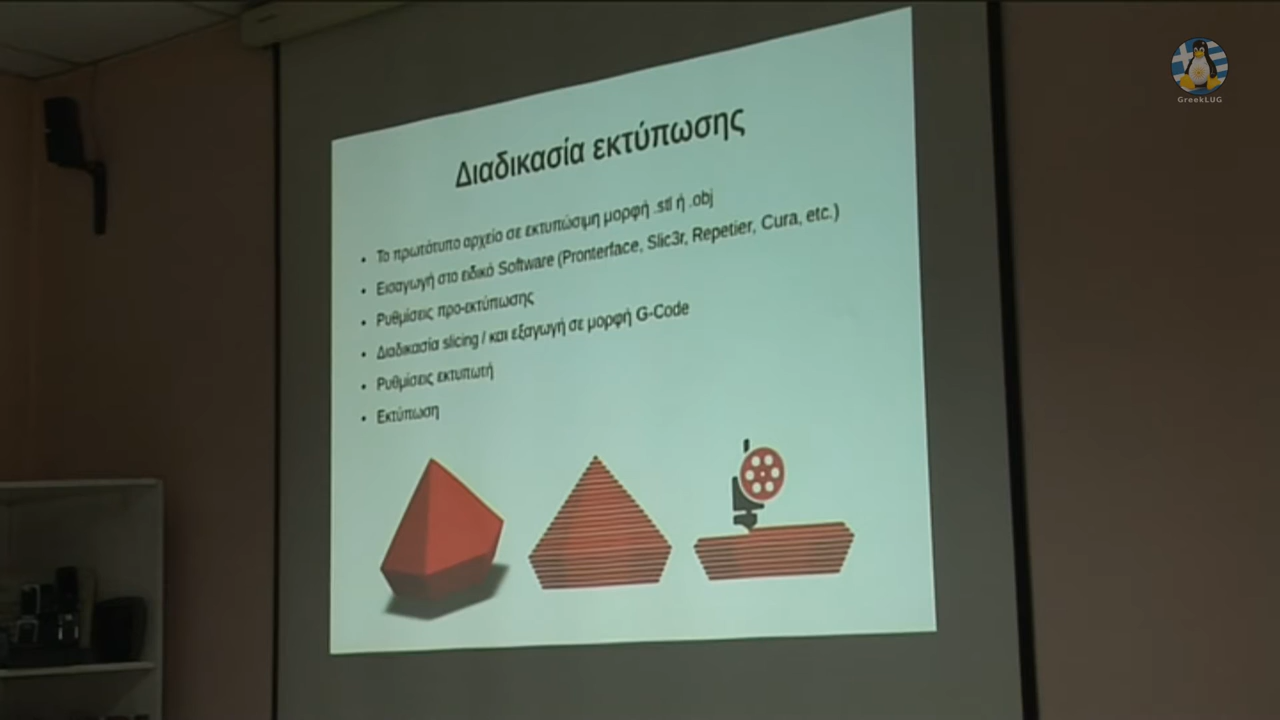 GreekLUG
Διαδικασία εκτύπωσης
• Το πρωτότυπο αρχείο σε εκτυπώσιμη μορφή .stl ή .obj
• Εισαγωγή στο ειδικό Software (Pronterface, Slic3r, Repetier, Cura, etc.)
• Ρυθμίσεις προ-εκτύπωσης
• Διαδικασία slicing / και εξαγωγή σε μορφή G-Code
• Ρυθμίσεις εκτυπωτή
• Εκτύπωση